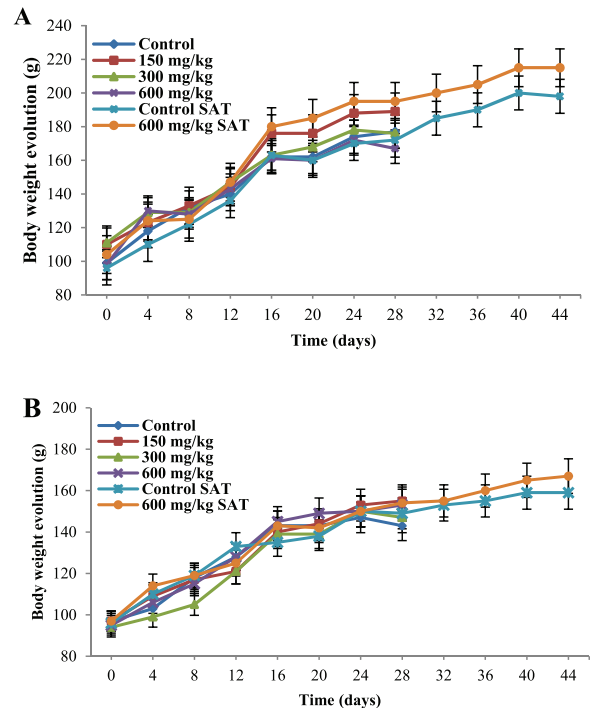 A
240
220
200
180
160
140
120
100
80
Body weight evolution (g)
Control
150 mg/kg
300 mg/kg
600 mg/kg
Control SAT
600 mg/kg SAT
0 4 8 12 16 20 24 28 32 36 40 44
Time (days)
B
200
180
160
140
120
100
80
Body weight evolution (g)
Control
150 mg/kg
300 mg/kg
600 mg/kg
Control SAT
600 mg/kg SAT
0 4 8 12 16 20 24 28 32 36 40 44
Time (days)